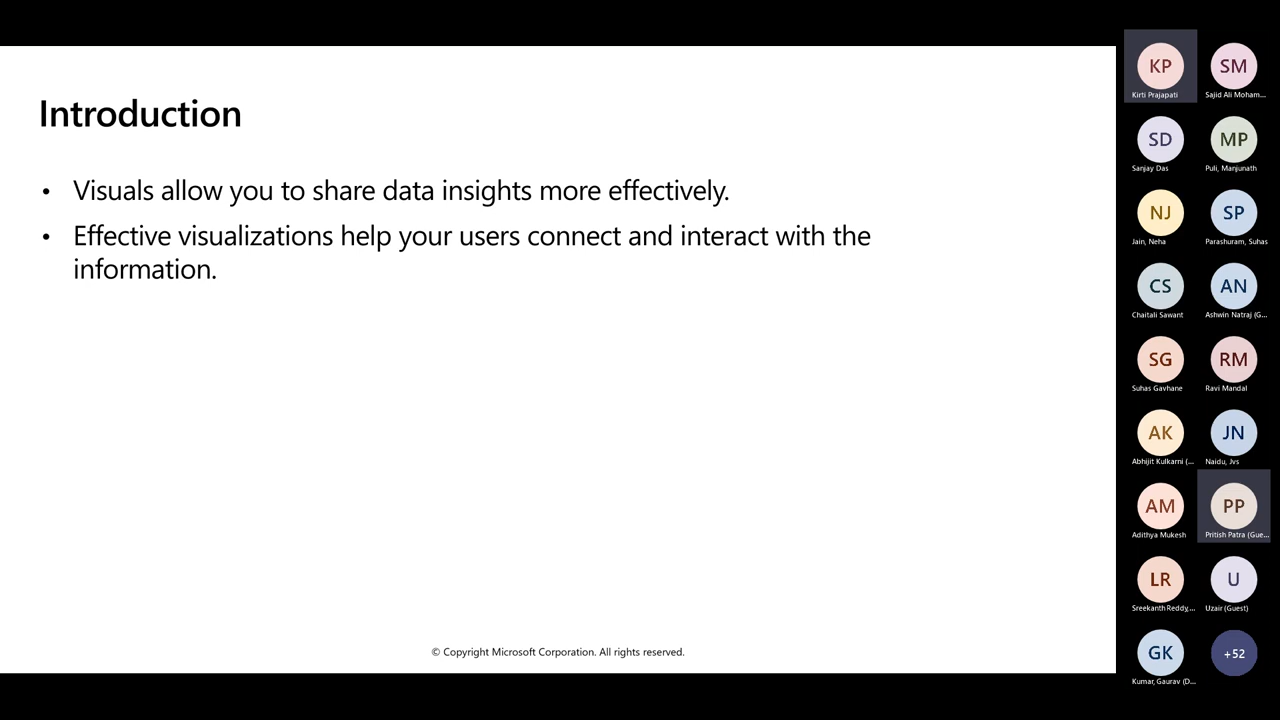 Introduction
• Visuals allow you to share data insights more effectively.
• Effective visualizations help your users connect and interact with the
information.
© Copyright Microsoft Corporation. All rights reserved.
KP
Kirti Prajapati
SM
Sajid Ali Moham...
SD
Sanjay Das
MP
Puli, Manjunath
NJ
Jain, Neha
SP
Parashuram, Suhas
CS
Chaitali Sawant
AN
Ashwin Natraj (G...
SG
Suhas Gavhane
RM
Ravi Mandal
AK
Abhijit Kulkarni (...
JN
Naidu, Jvs
AM
Adithya Mukesh
PP
Pritish Patra (Gue...
LR
Sreekanth Reddy,...
U
Uzair (Guest)
GK
Kumar, Gaurav (D...
+52